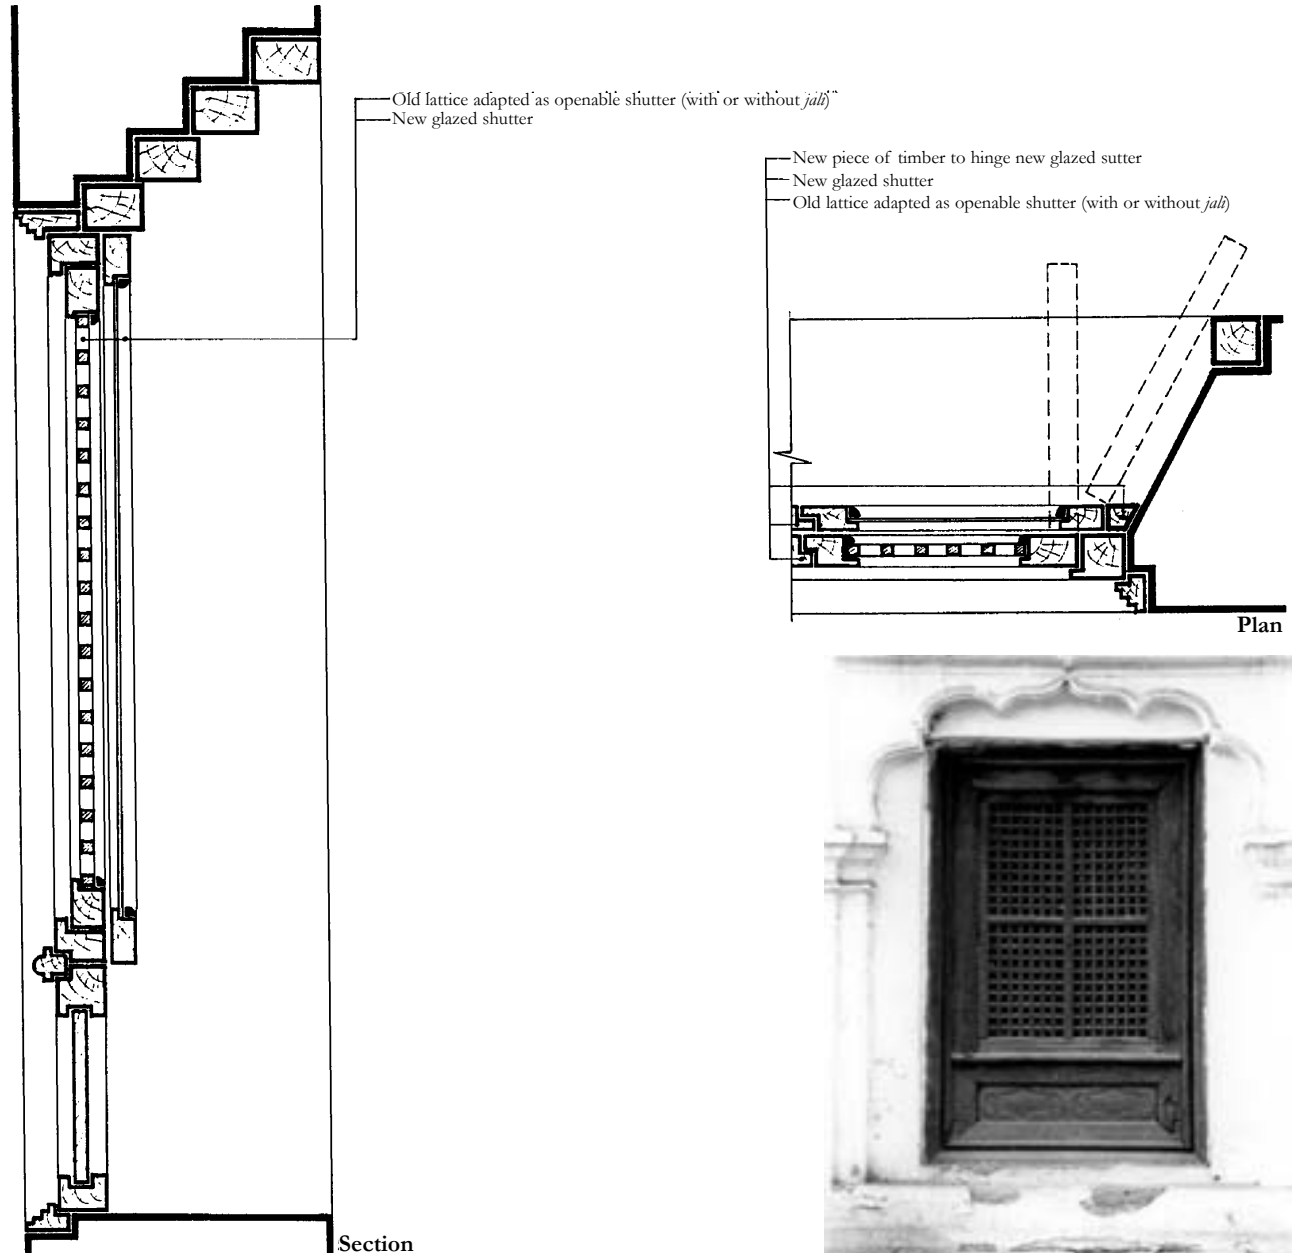 Old lattice adapted as openable shutter (with or without jali)
New glazed shutter
New piece of timber to hinge new glazed sutter
New glazed shutter
Old lattice adapted as openable shutter (with or without jali)
Plan
Section